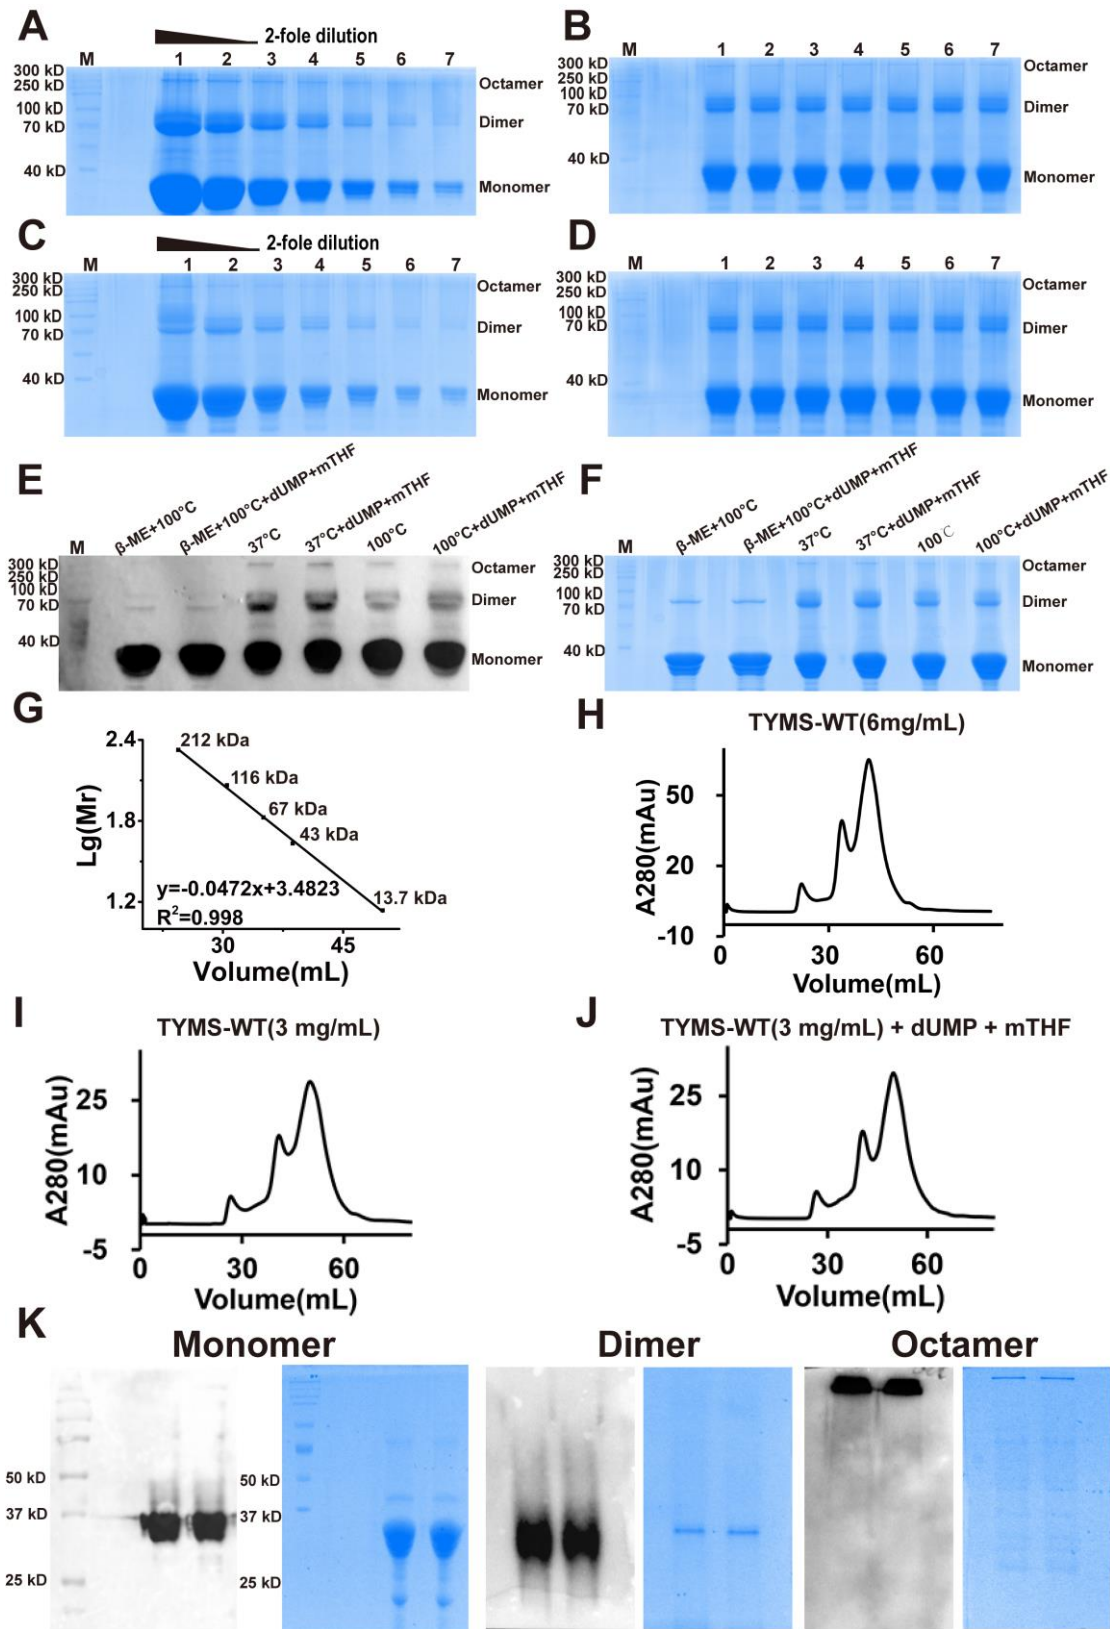 A
2-fole dilution
M 1 2 3 4 5 6 7
300 kD
250 kD
100 kD
70 kD
40 kD
Octamer
Dimer
Monomer
B
M 1 2 3 4 5 6 7
300 kD
250 kD
100 kD
70 kD
40 kD
Octamer
Dimer
Monomer
C
2-fole dilution
M 1 2 3 4 5 6 7
300 kD
250 kD
100 kD
70 kD
40 kD
Octamer
Dimer
Monomer
D
M 1 2 3 4 5 6 7
300 kD
250 kD
100 kD
70 kD
40 kD
Octamer
Dimer
Monomer
E
M
β-ME+100°C
β-ME+100°C+dUMP+mTHF
37°C
37°C+dUMP+mTHF
100°C
100°C+dUMP+mTHF
300 kD
250 kD
100 kD
70 kD
40 kD
Octamer
Dimer
Monomer
F
M
β-ME+100°C
β-ME+100°C+dUMP+mTHF
37°C
37°C+dUMP+mTHF
100℃
100°C+dUMP+mTHF
300 kD
250 kD
100 kD
70 kD
40 kD
Octamer
Dimer
Monomer
G
Lg(Mr)
2.4
1.8
1.2
212 kDa
116 kDa
67 kDa
43 kDa
13.7 kDa
y=-0.0472x+3.4823
R²=0.998
30 45
Volume(mL)
H
TYMS-WT(6mg/mL)
A280(mAu)
50
20
-10
0 30 60
Volume(mL)
I
TYMS-WT(3 mg/mL)
A280(mAu)
25
10
-5
0 30 60
Volume(mL)
J
TYMS-WT(3 mg/mL) + dUMP + mTHF
A280(mAu)
25
10
-5
0 30 60
Volume(mL)
K
Monomer Dimer Octamer
50 kD
37 kD
25 kD
50 kD
37 kD
25 kD